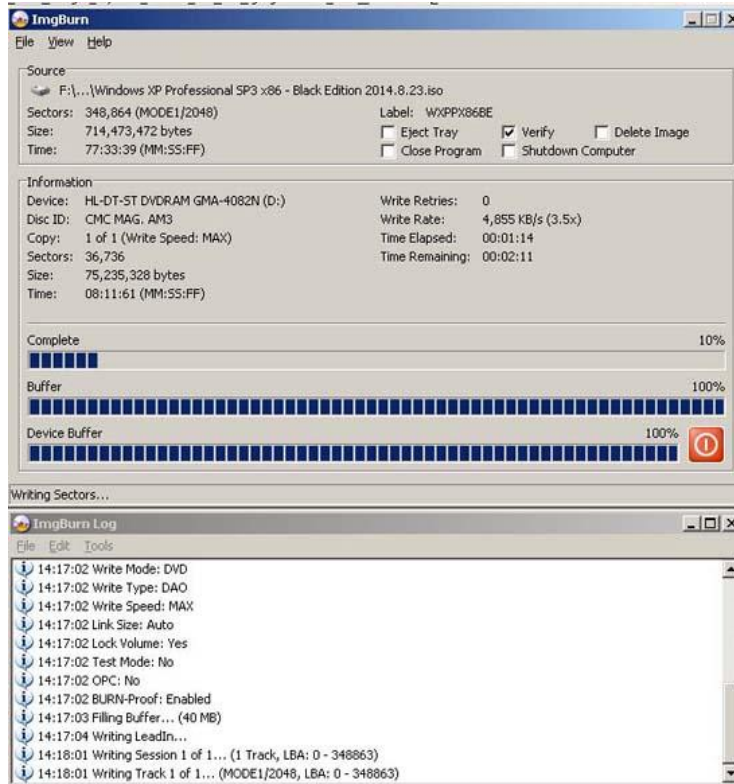 ImgBurn
File View Help
Source
F:\...\Windows XP Professional SP3 x86 - Black Edition 2014.8.23.iso
Sectors: 348,864 (MODE1/2048) Label: WXPPX86BE
Size: 714,473,472 bytes Eject Tray Verify Delete Image
Time: 77:33:39 (MM:SS:FF) Close Program Shutdown Computer
Information
Device: HL-DT-ST DVDRAM GMA-4082N (D:) Write Retries: 0
Disc ID: CMC MAG. AM3 Write Rate: 4,855 KB/s (3.5x)
Copy: 1 of 1 (Write Speed: MAX) Time Elapsed: 00:01:14
Sectors: 36,736 Time Remaining: 00:02:11
Size: 75,235,328 bytes
Time: 08:11:61 (MM:SS:FF)
Complete 10%
Buffer 100%
Device Buffer 100%
Writing Sectors...
ImgBurn Log
File Edit Tools
14:17:02 Write Mode: DVD
14:17:02 Write Type: DAO
14:17:02 Write Speed: MAX
14:17:02 Link Size: Auto
14:17:02 Lock Volume: Yes
14:17:02 Test Mode: No
14:17:02 OPC: No
14:17:02 BURN-Proof: Enabled
14:17:03 Filling Buffer... (40 MB)
14:17:04 Writing LeadIn...
14:18:01 Writing Session 1 of 1... (1 Track, LBA: 0 - 348863)
14:18:01 Writing Track 1 of 1... (MODE1/2048, LBA: 0 - 348863)